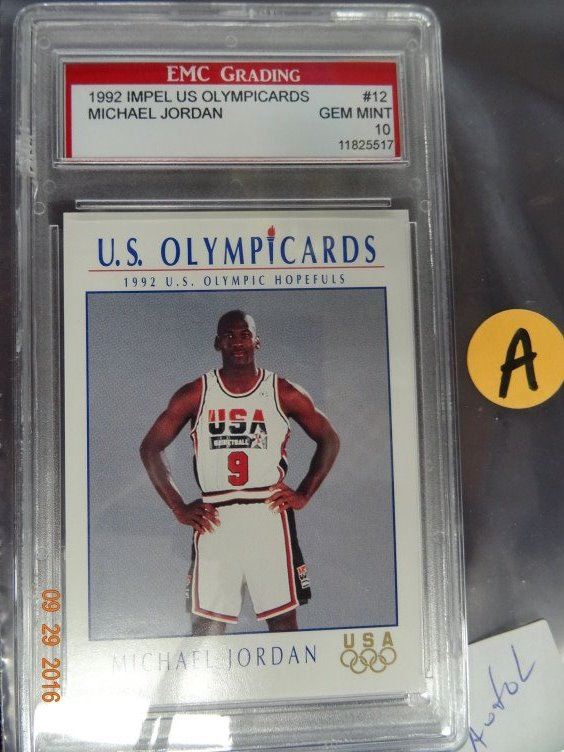 EMC GRADING
1992 IMPEL US OLYMPICARDS #12
MICHAEL JORDAN GEM MINT
10
11825517
U.S. OLYMPICARDS
1992 U.S. OLYMPIC HOPEFULS
A
USA
BASKETBALL
9
USA
MICHAEL JORDAN
09 29 2016